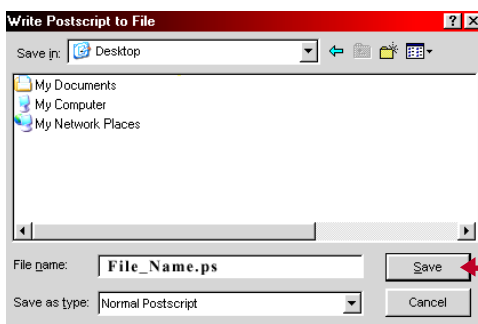 Write Postscript to File
Save in: Desktop
My Documents
My Computer
My Network Places
File name: File_Name.ps Save
Save as type: Normal Postscript Cancel